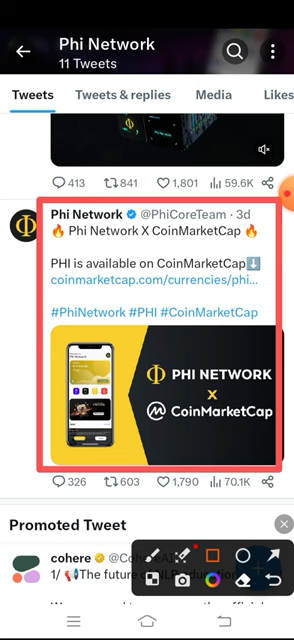 Phi Network
11 Tweets
Tweets Tweets & replies Media Likes
413 841 1,801 59.6K
Phi Network @PhiCoreTeam · 3d
🔥 Phi Network X CoinMarketCap 🔥
PHI is available on CoinMarketCap⬇️
coinmarketcap.com/currencies/phi...
#PhiNetwork #PHI #CoinMarketCap
PHI NETWORK
X
CoinMarketCap
326 603 1,790 70.1K
Promoted Tweet
cohere
1/ 📢The future